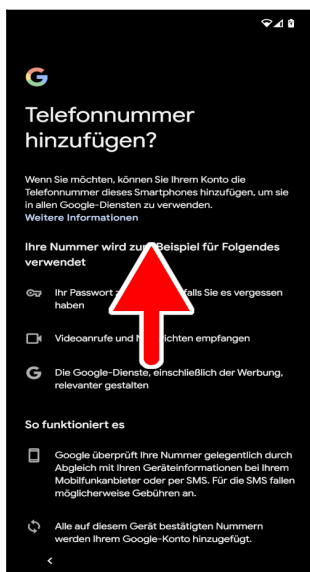 Telefonnummer
hinzufügen?
Wenn Sie möchten, können Sie Ihrem Konto die
Telefonnummer dieses Smartphones hinzufügen, um sie
in allen Google-Diensten zu verwenden.
Weitere Informationen
Ihre Nummer wird zum Beispiel für Folgendes
verwendet
Ihr Passwort falls Sie es vergessen
haben
Videoanrufe und Nachrichten empfangen
Die Google-Dienste, einschließlich der Werbung,
relevanter gestalten
So funktioniert es
Google überprüft Ihre Nummer gelegentlich durch
Abgleich mit Ihren Geräteinformationen bei Ihrem
Mobilfunkanbieter oder per SMS. Für die SMS fallen
möglicherweise Gebühren an.
Alle auf diesem Gerät bestätigten Nummern
werden Ihrem Google-Konto hinzugefügt.